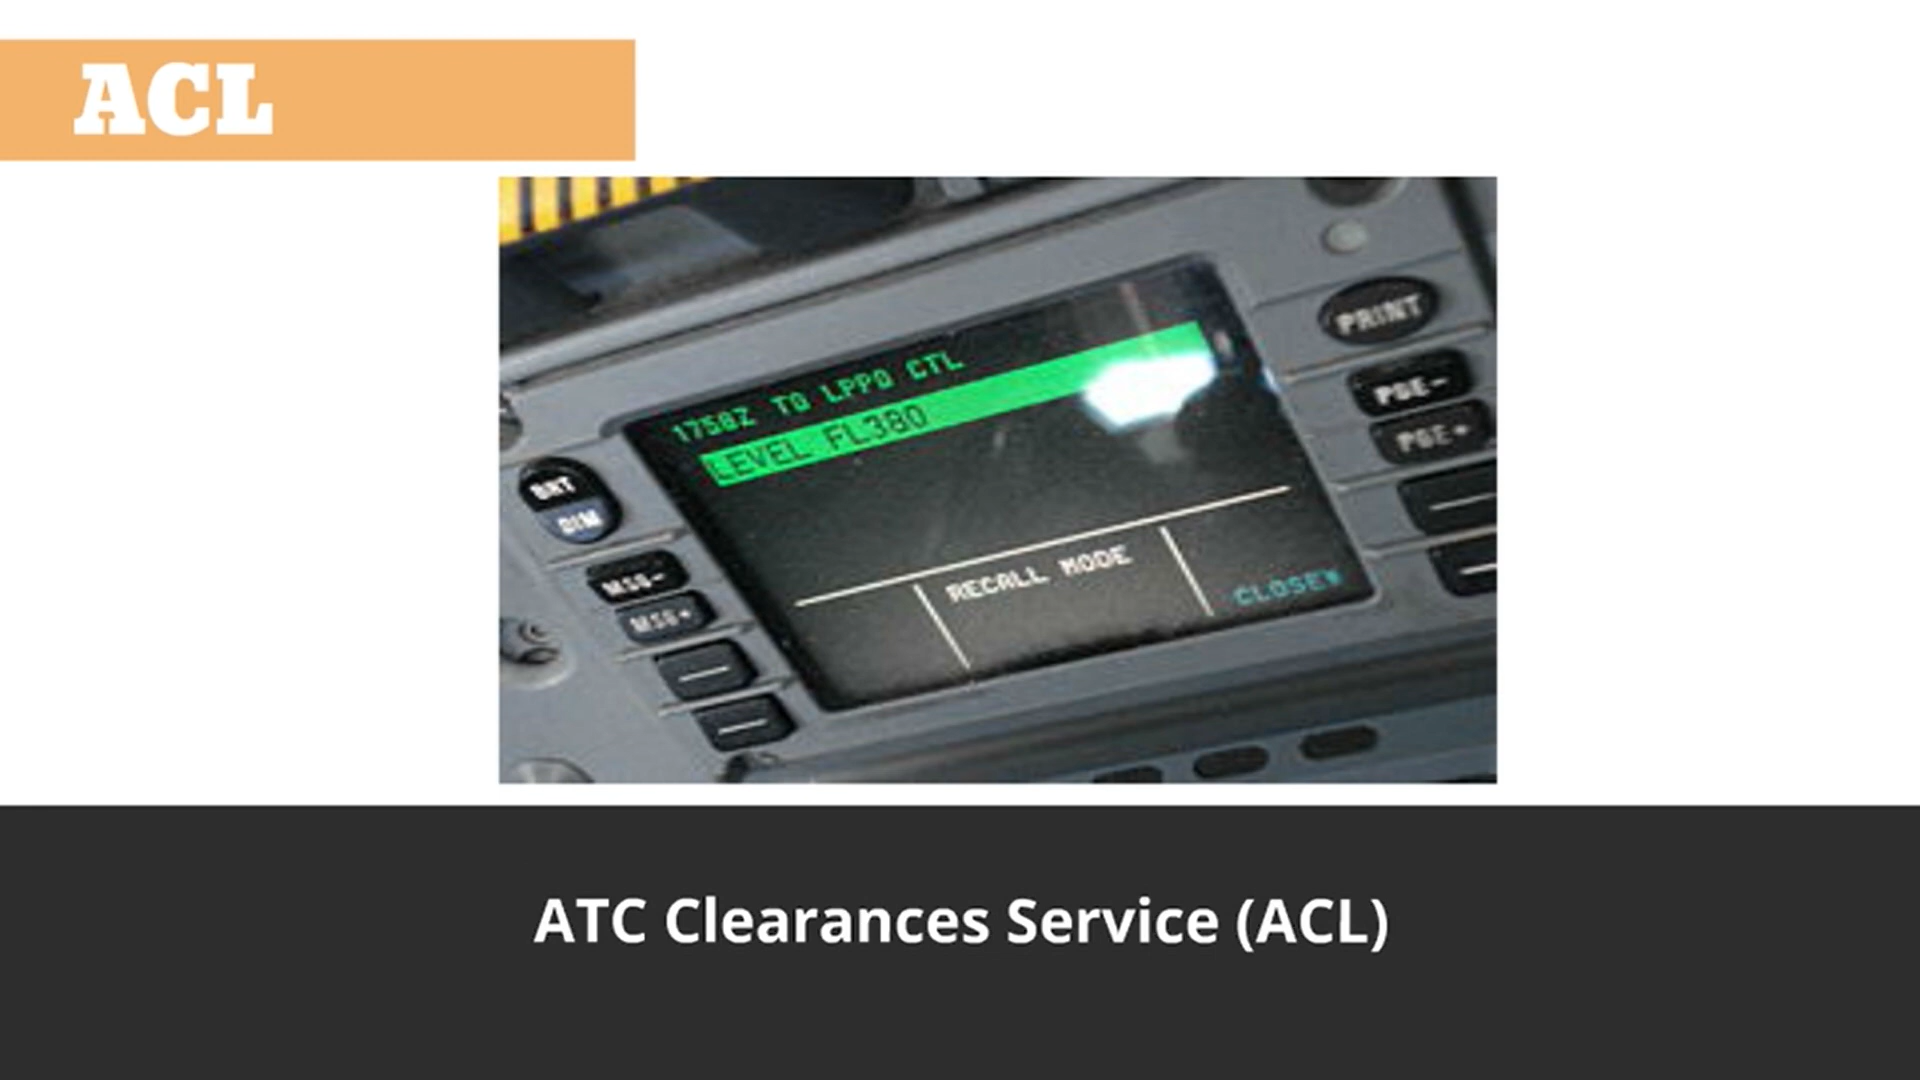 ACL
1758Z TO LPPO CTL
LEVEL FL380
RECALL MODE
CLOSE*
BRT
DIM
MSG-
MSG+
PRINT
PGE-
PGE+
ATC Clearances Service (ACL)